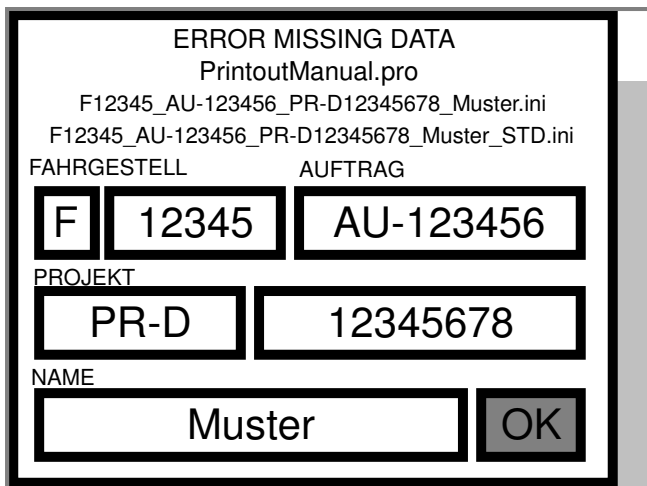 ERROR MISSING DATA
PrintoutManual.pro
F12345_AU-123456_PR-D12345678_Muster.ini
F12345_AU-123456_PR-D12345678_Muster_STD.ini
FAHRGESTELL AUFTRAG
F 12345 AU-123456
PROJEKT
PR-D 12345678
NAME
Muster OK